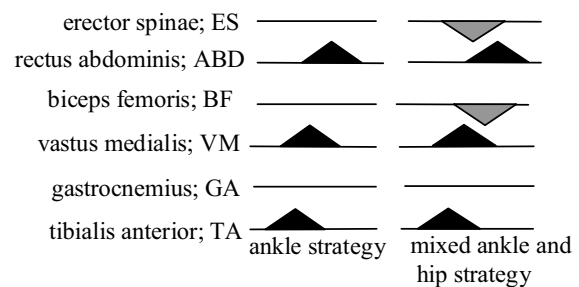 erector spinae; ES
rectus abdominis; ABD
biceps femoris; BF
vastus medialis; VM
gastrocnemius; GA
tibialis anterior; TA
ankle strategy
mixed ankle and
hip strategy